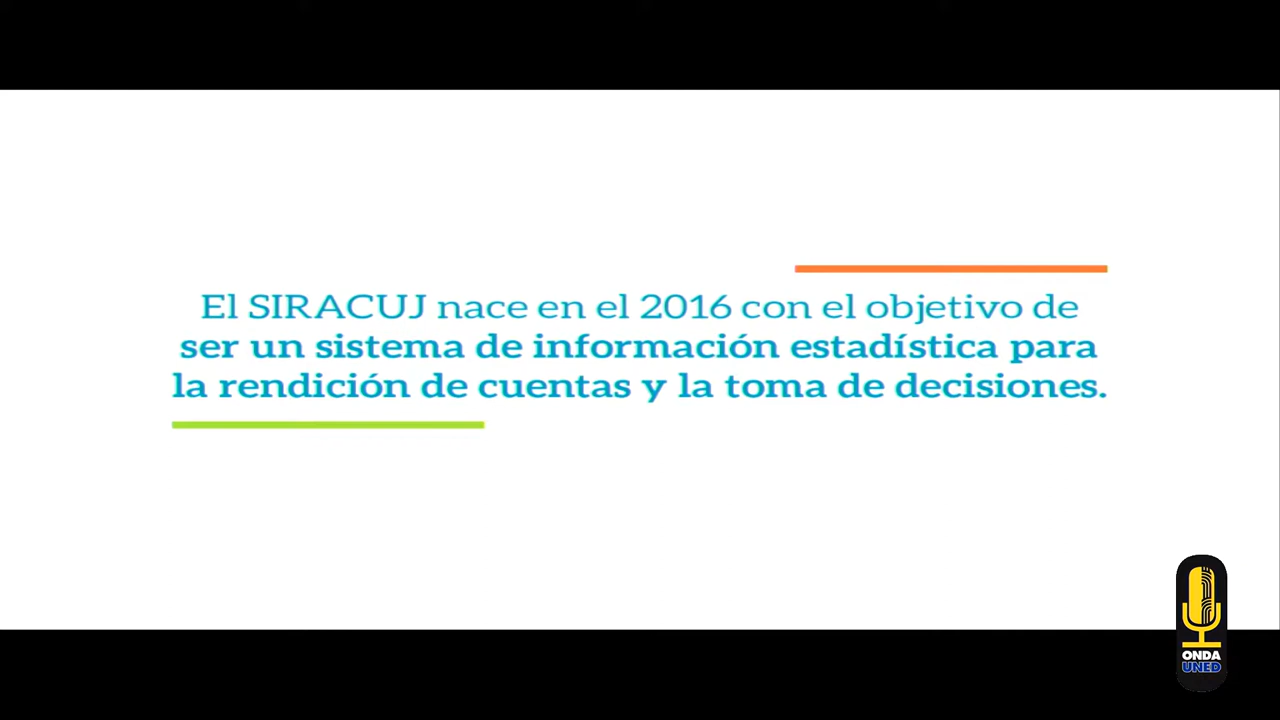 El SIRACUJ nace en el 2016 con el objetivo de
ser un sistema de información estadística para
la rendición de cuentas y la toma de decisiones.
ONDA
UNED